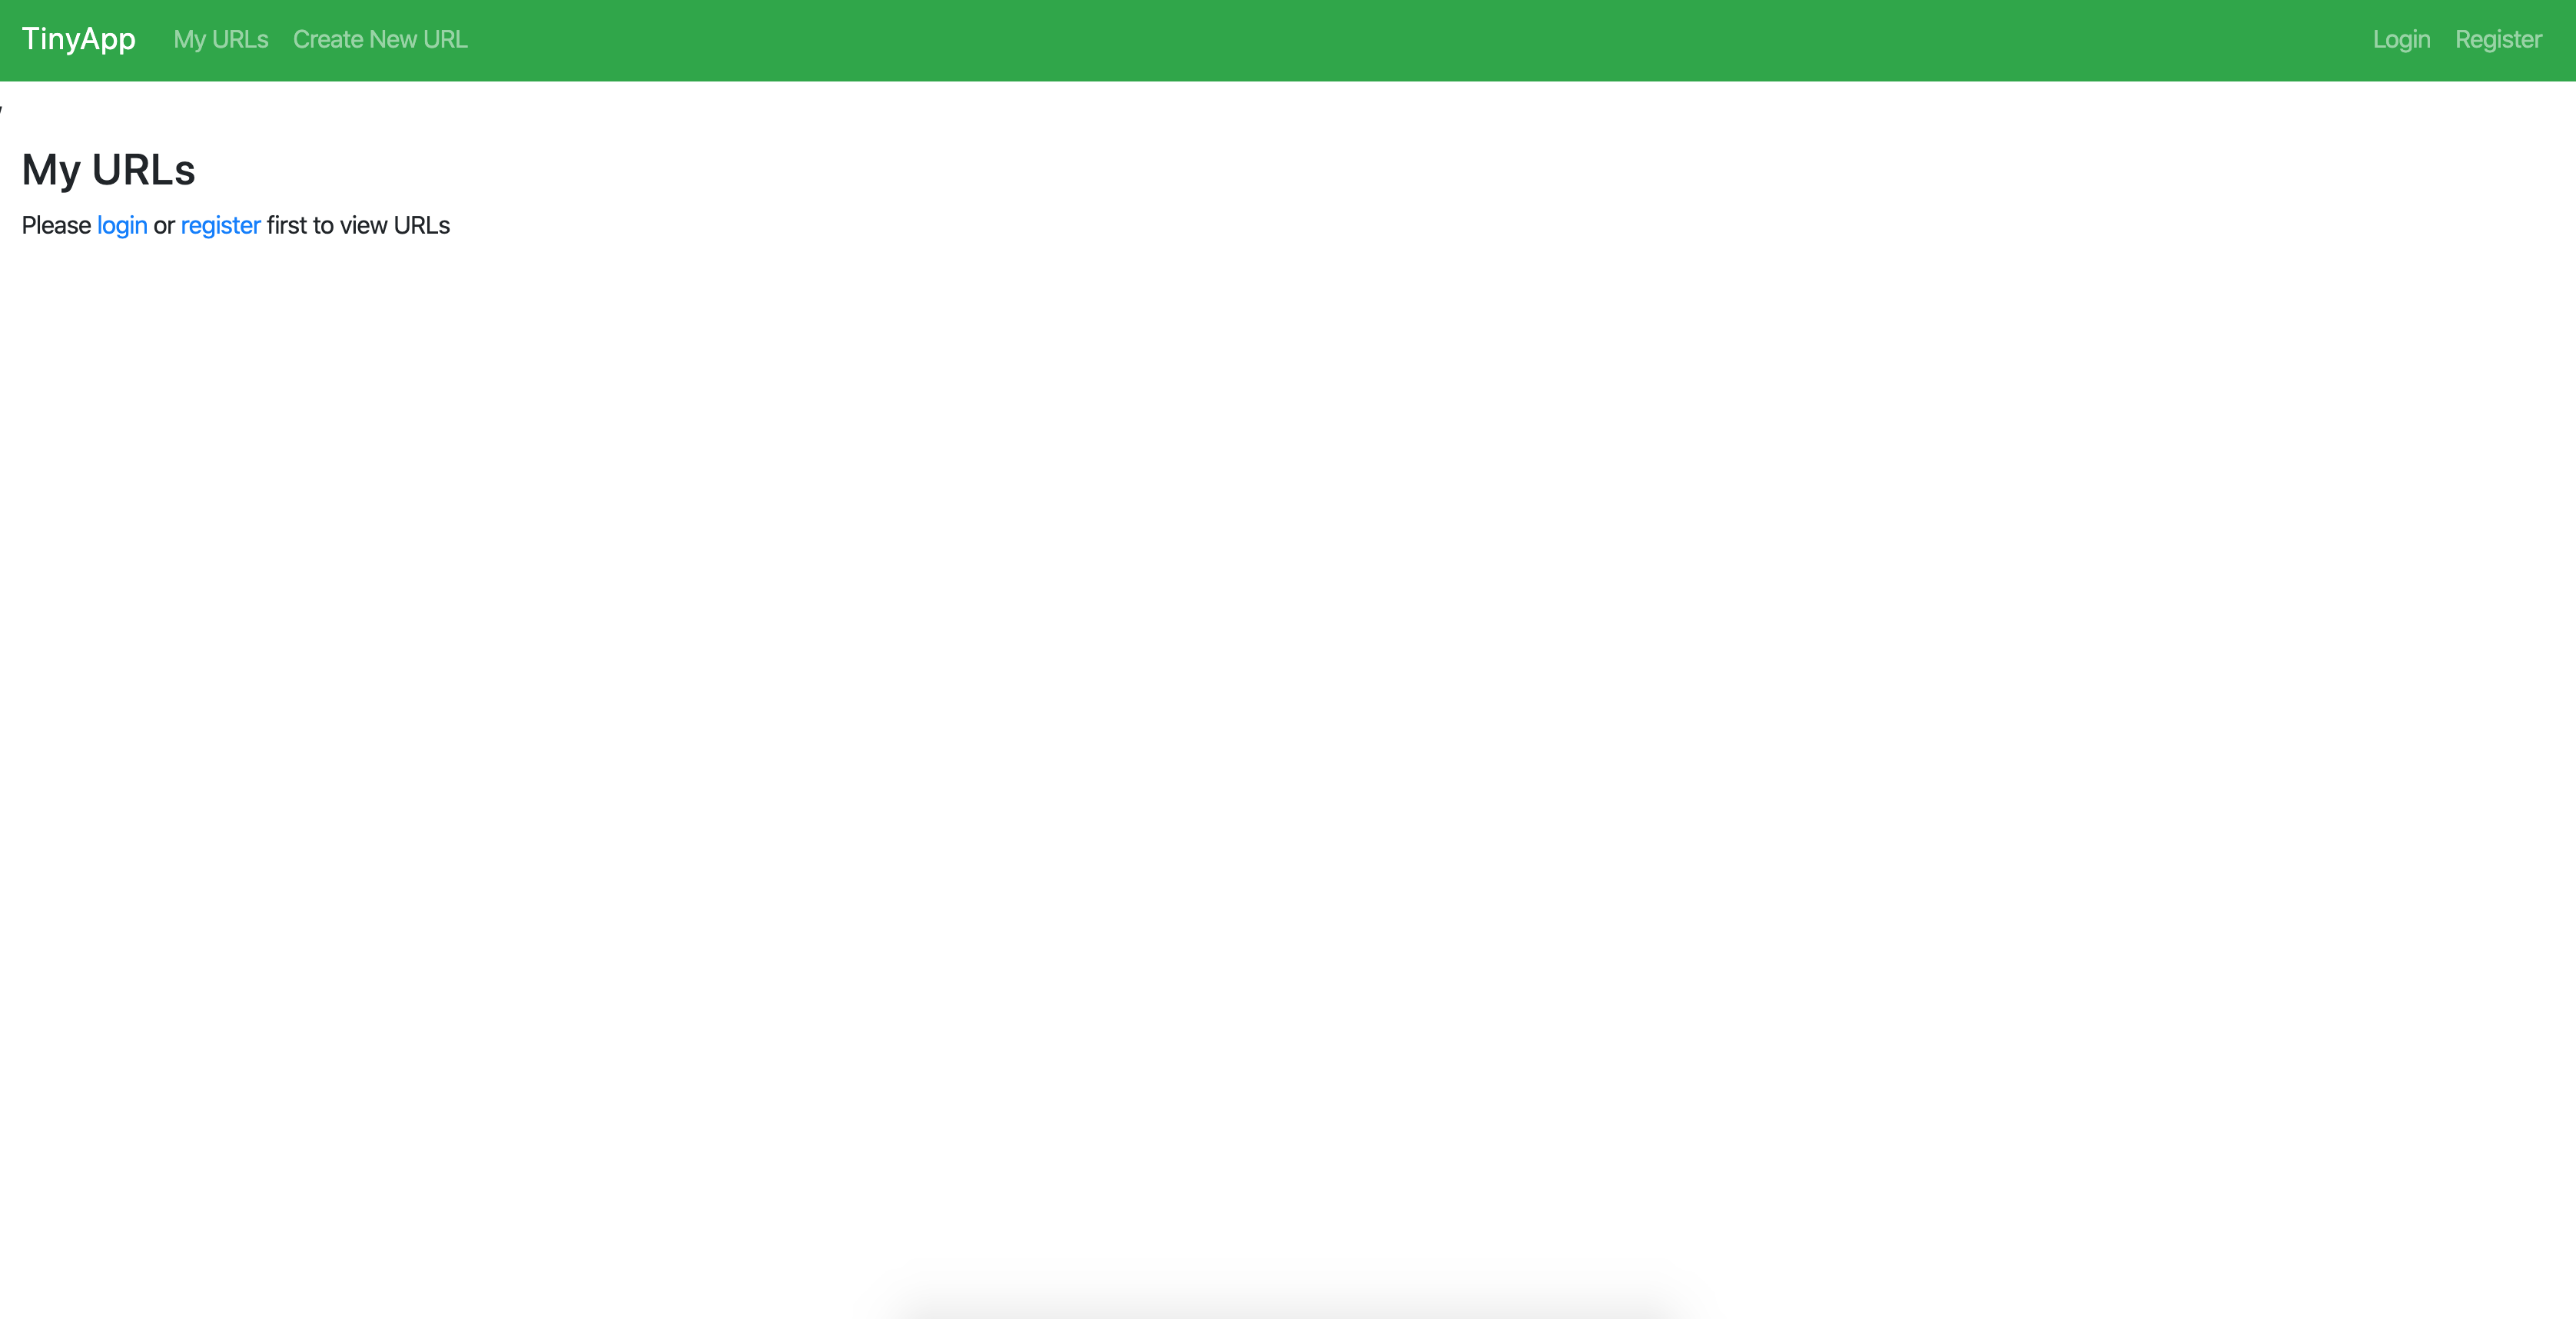 TinyApp My URLs Create New URL Login Register
My URLs
Please login or register first to view URLs